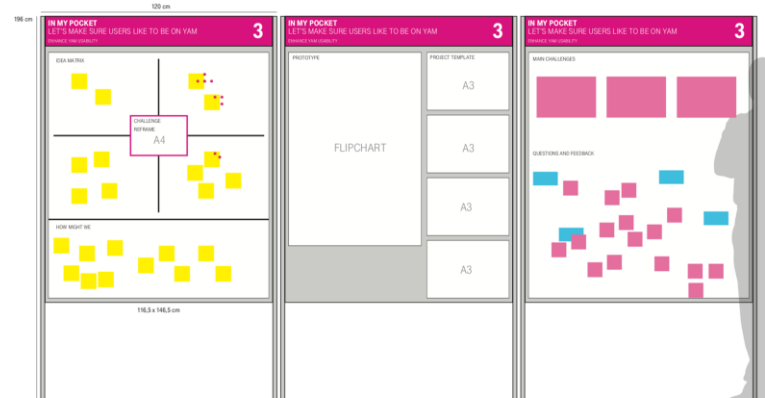 120 cm
196 cm
IN MY POCKET
LET'S MAKE SURE USERS LIKE TO BE ON YAM
ENHANCE YAM USABILITY
3
IDEA MATRIX
CHALLENGE
REFRAME
A4
HOW MIGHT WE
116,5 x 146,5 cm
IN MY POCKET
LET'S MAKE SURE USERS LIKE TO BE ON YAM
ENHANCE YAM USABILITY
3
PROTOTYPE
FLIPCHART
PROJECT TEMPLATE
A3
A3
A3
A3
IN MY POCKET
LET'S MAKE SURE USERS LIKE TO BE ON YAM
ENHANCE YAM USABILITY
3
MAIN CHALLENGES
QUESTIONS AND FEEDBACK